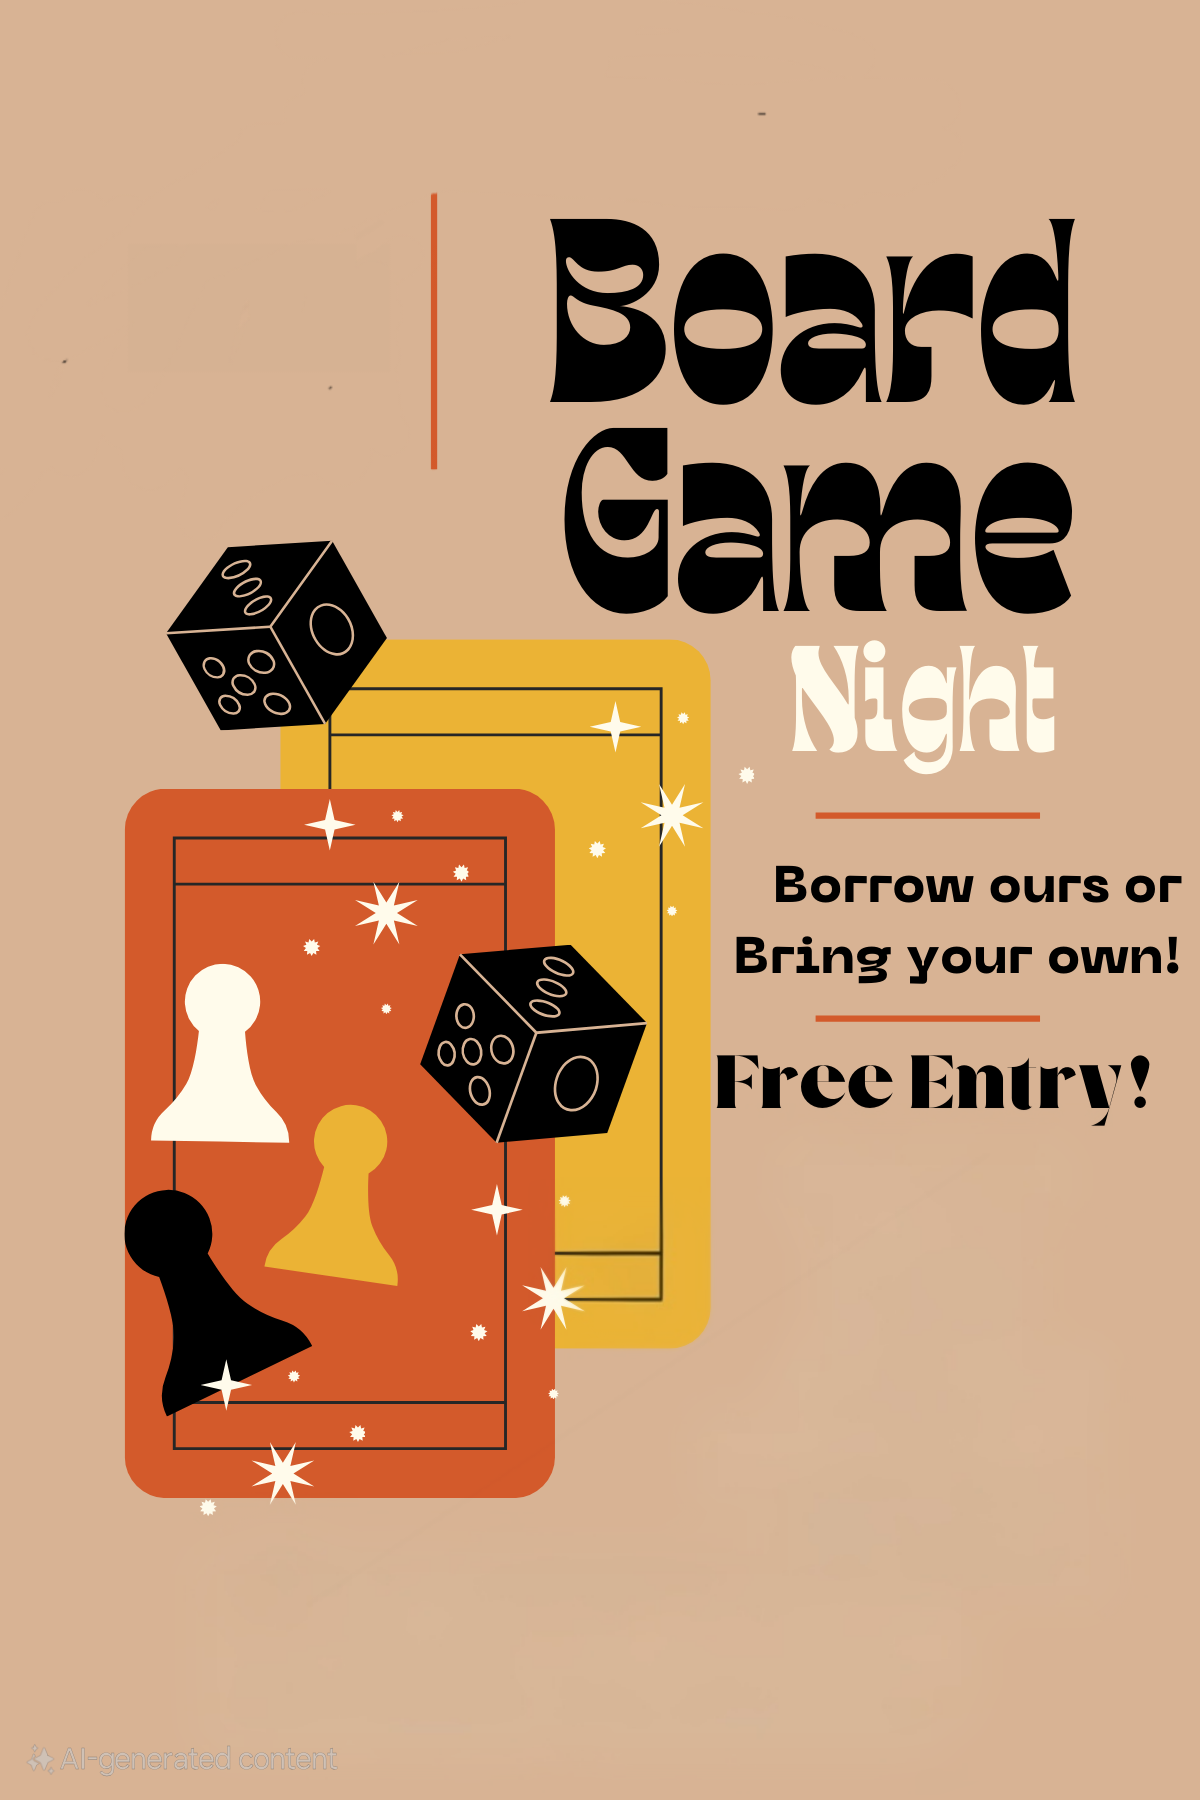 Board
Game
Night
Borrow ours or
Bring your own!
Free Entry!
AI-generated content